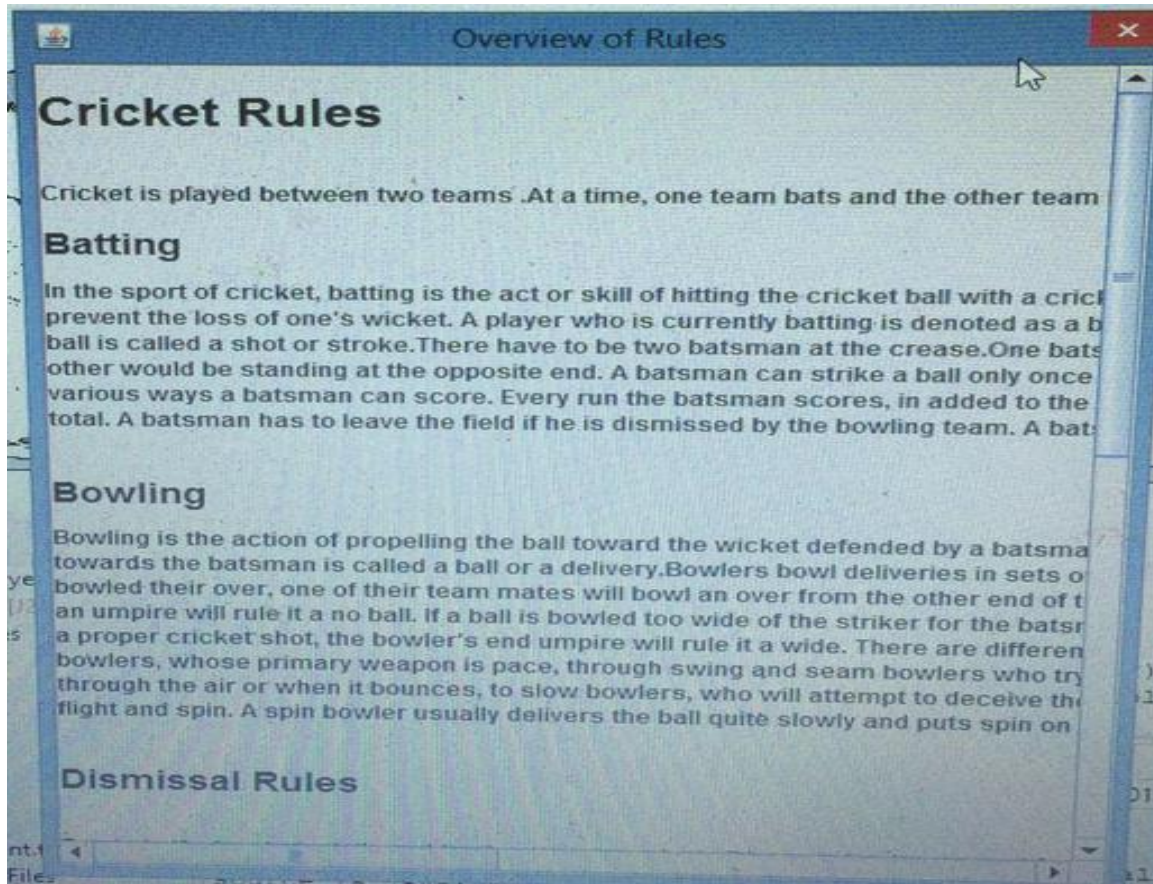 Overview of Rules
Cricket Rules
Cricket is played between two teams .At a time, one team bats and the other team
Batting
In the sport of cricket, batting is the act or skill of hitting the cricket ball with a
prevent the loss of one's wicket. A player who is currently batting is denoted as a
ball is called a shot or stroke.There have to be two batsman at the crease.One
other would be standing at the opposite end. A batsman can strike a ball only once
various ways a batsman can score. Every run the batsman scores, in added to the
total. A batsman has to leave the field if he is dismissed by the bowling team. A
Bowling
Bowling is the action of propelling the ball toward the wicket defended by a
towards the batsman is called a ball or a delivery.Bowlers bowl deliveries in sets
bowled their over, one of their team mates will bowl an over from the other end of
an umpire will rule it a no ball. If a ball is bowled too wide of the striker for the
a proper cricket shot, the bowler's end umpire will rule it a wide. There are
bowlers, whose primary weapon is pace, through swing and seam bowlers who
through the air or when it bounces, to slow bowlers, who will attempt to deceive
flight and spin. A spin bowler usually delivers the ball quite slowly and puts spin on
Dismissal Rules
Files